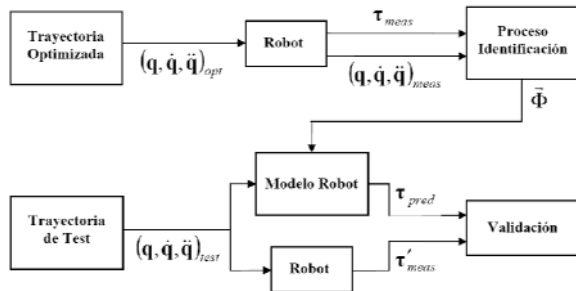 Trayectoria
Optimizada
(q, q̇, q̈)opt
Robot
τmeas
(q, q̇, q̈)meas
Proceso
Identificación
Φ⃗
Trayectoria
de Test
(q, q̇, q̈)test
Modelo Robot
Robot
τpred
τ'meas
Validación